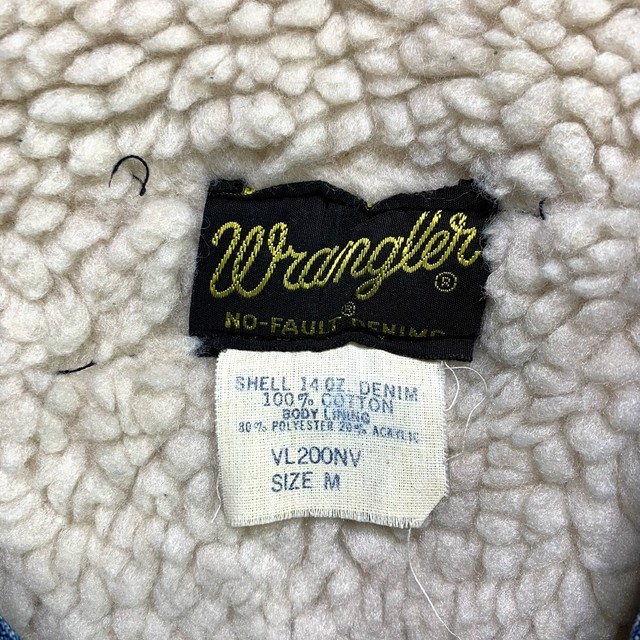 Wrangler
®
®
NO-FAULT DENIMS
SHELL 14 OZ. DENIM
100% COTTON
BODY LINING
80% POLYESTER 20% ACRYLIC
VL200NV
SIZE M